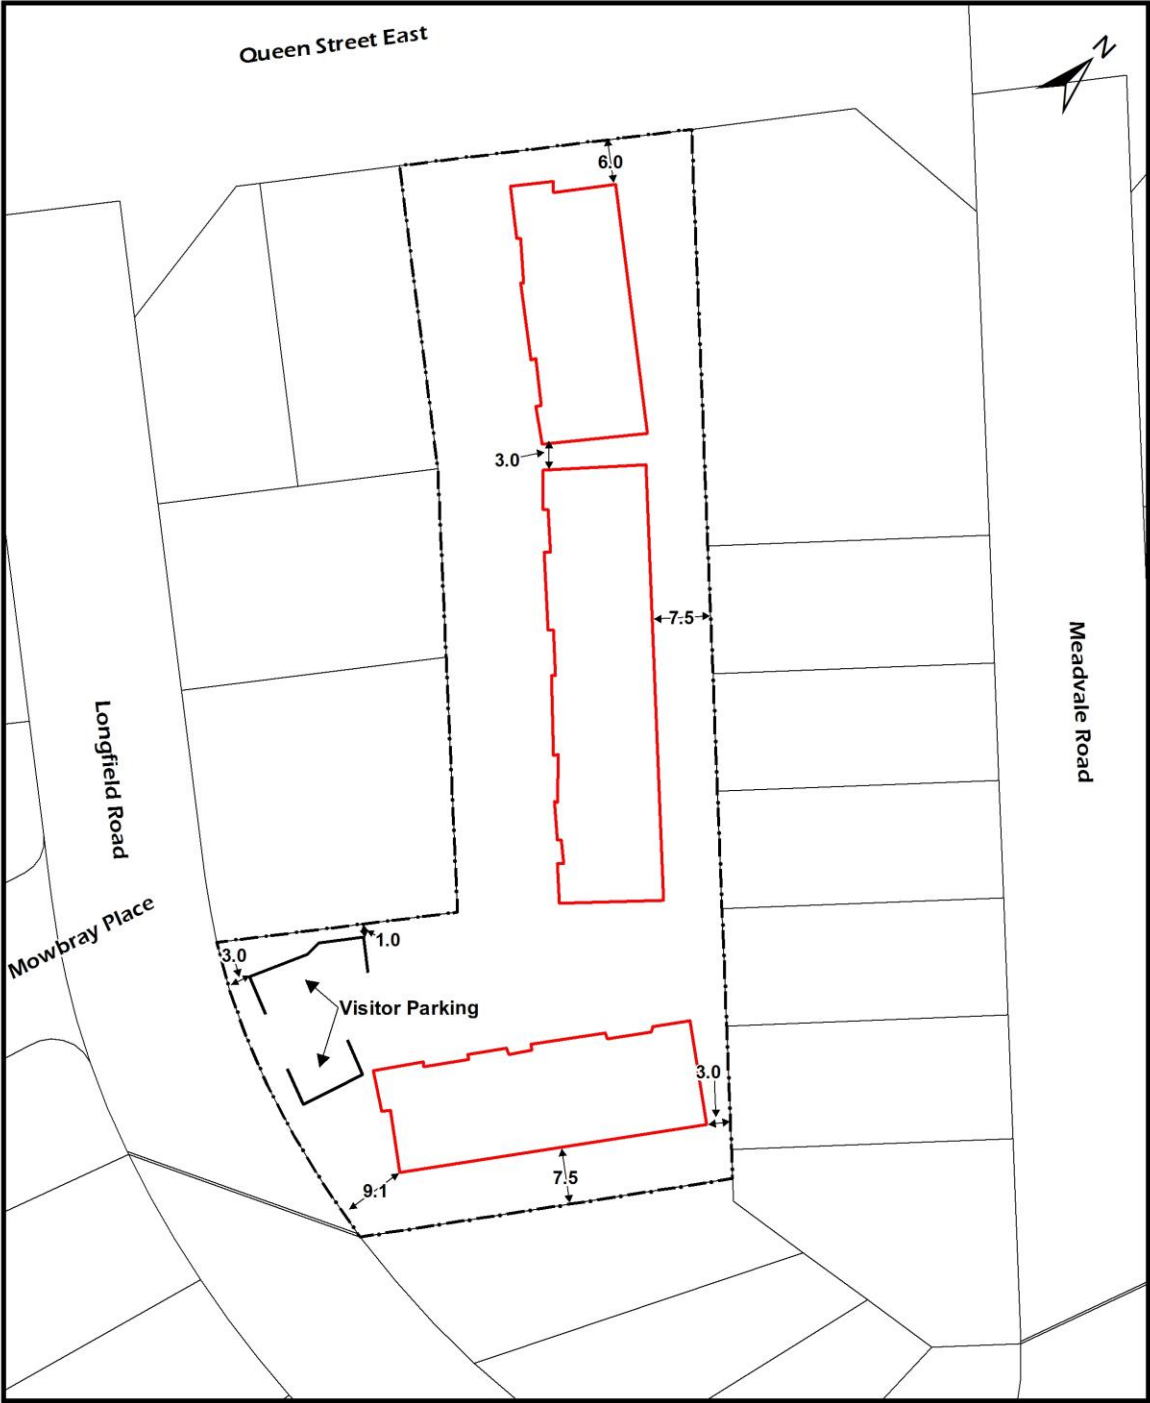 Queen Street East
N
6.0
3.0
7.5
Meadvale Road
Longfield Road
Mowbray Place
3.0
1.0
Visitor Parking
3.0
9.1
7.5